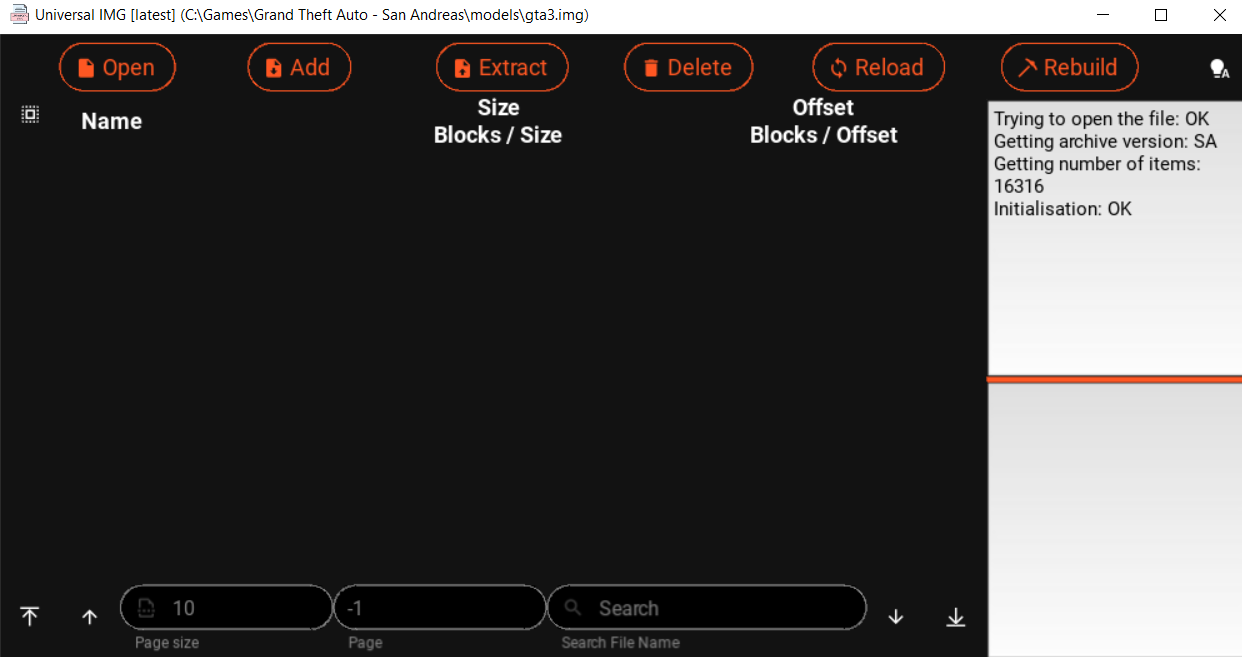 Universal IMG [latest] (C:\Games\Grand Theft Auto - San Andreas\models\gta3.img)
Open Add Extract Delete Reload Rebuild A
Name
Size
Blocks / Size
Offset
Blocks / Offset
Trying to open the file: OK
Getting archive version: SA
Getting number of items:
16316
Initialisation: OK
10 -1 Search
Page size Page Search File Name